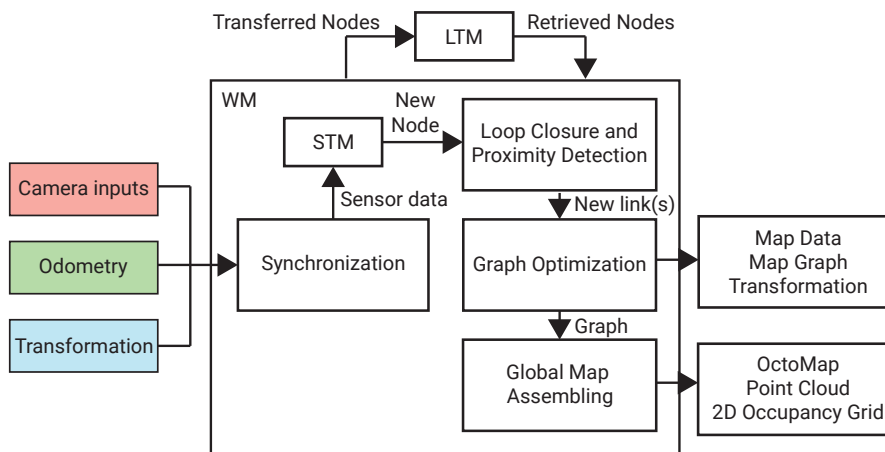 Transferred Nodes
LTM
Retrieved Nodes
WM
New
Node
STM
Loop Closure and
Proximity Detection
Camera inputs
Sensor data
New link(s)
Odometry
Synchronization
Graph Optimization
Map Data
Map Graph
Transformation
Transformation
Graph
Global Map
Assembling
OctoMap
Point Cloud
2D Occupancy Grid